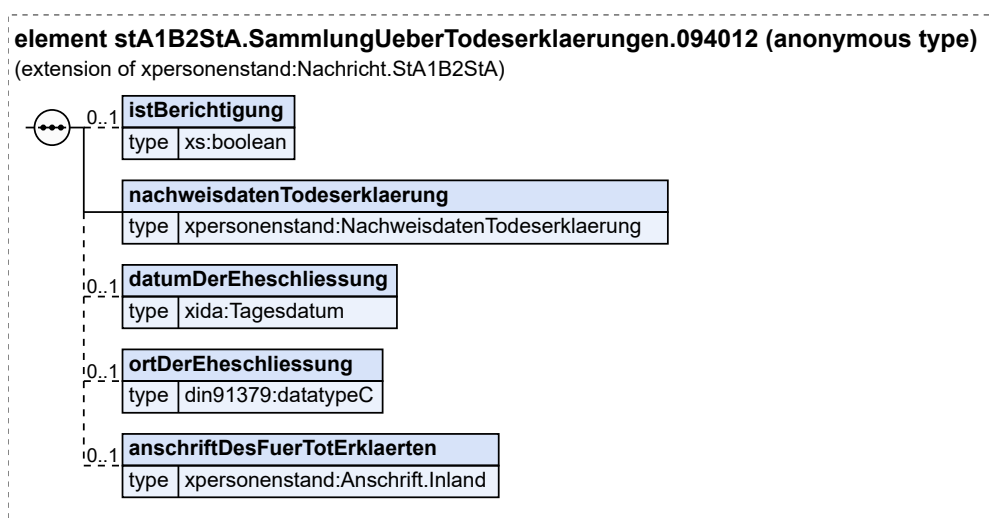 element stA1B2StA.SammlungUeberTodeserklaerungen.094012 (anonymous type)
(extension of xpersonenstand:Nachricht.StA1B2StA)
0..1 istBerichtigung
type xs:boolean
nachweisdatenTodeserklaerung
type xpersonenstand:NachweisdatenTodeserklaerung
0..1 datumDerEheschliessung
type xida:Tagesdatum
0..1 ortDerEheschliessung
type din91379:datatypeC
0..1 anschriftDesFuerTotErklaerten
type xpersonenstand:Anschrift.Inland